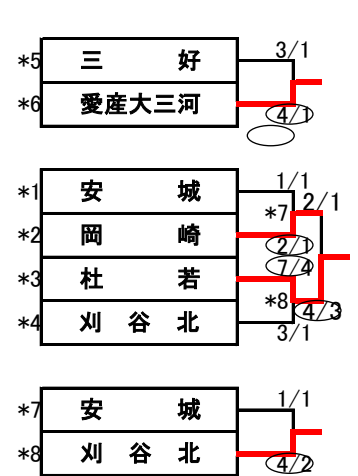 *5 三 好 3/1
*6 愛産大三河 4/1
*1 安 城 1/1
*7 2/1
*2 岡 崎 2/1
*3 杜 若 7/4
*8 4/3
*4 刈 谷 北 3/1
*7 安 城 1/1
*8 刈 谷 北 4/2